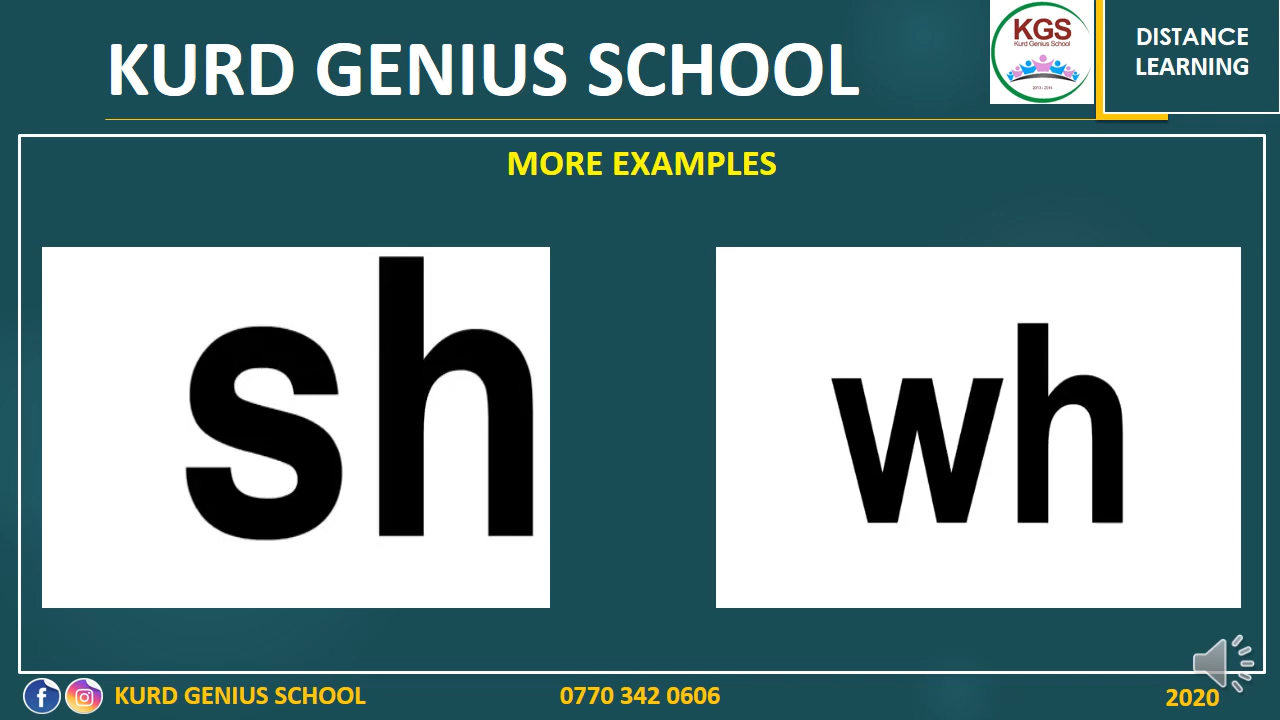 KURD GENIUS SCHOOL
KGS
Kurd Genius School
DISTANCE
LEARNING
MORE EXAMPLES
sh
wh
KURD GENIUS SCHOOL
0770 342 0606
2020